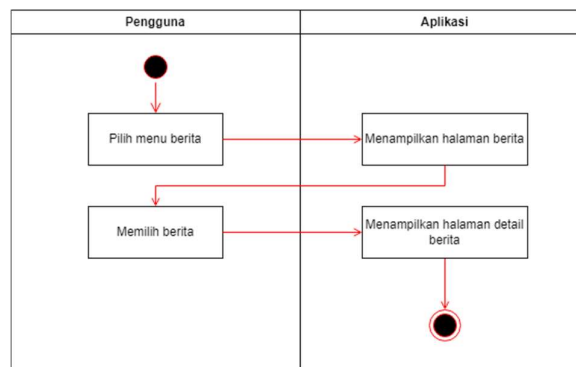 Pengguna
Aplikasi
Pilih menu berita
Menampilkan halaman berita
Memilih berita
Menampilkan halaman detail
berita